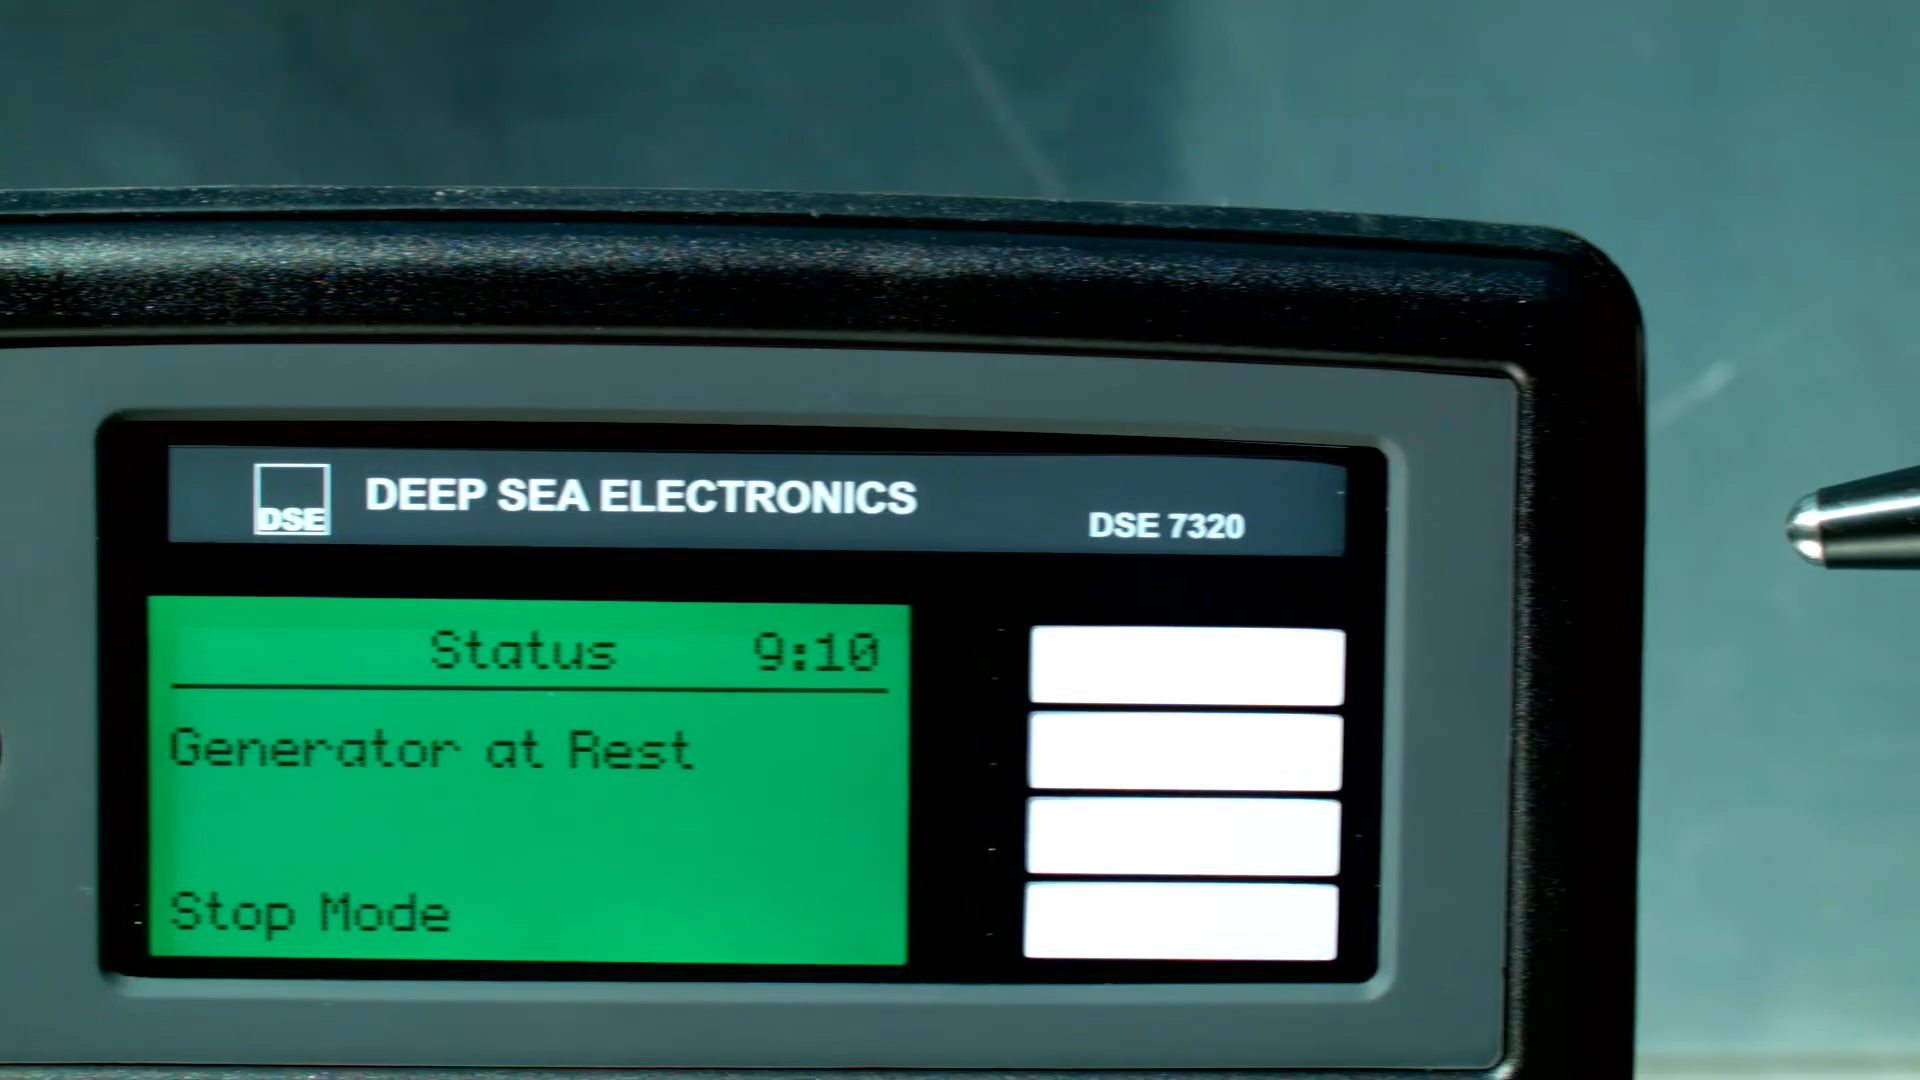 DSE
DEEP SEA ELECTRONICS
DSE 7320
Status 9:10
Generator at Rest
Stop Mode